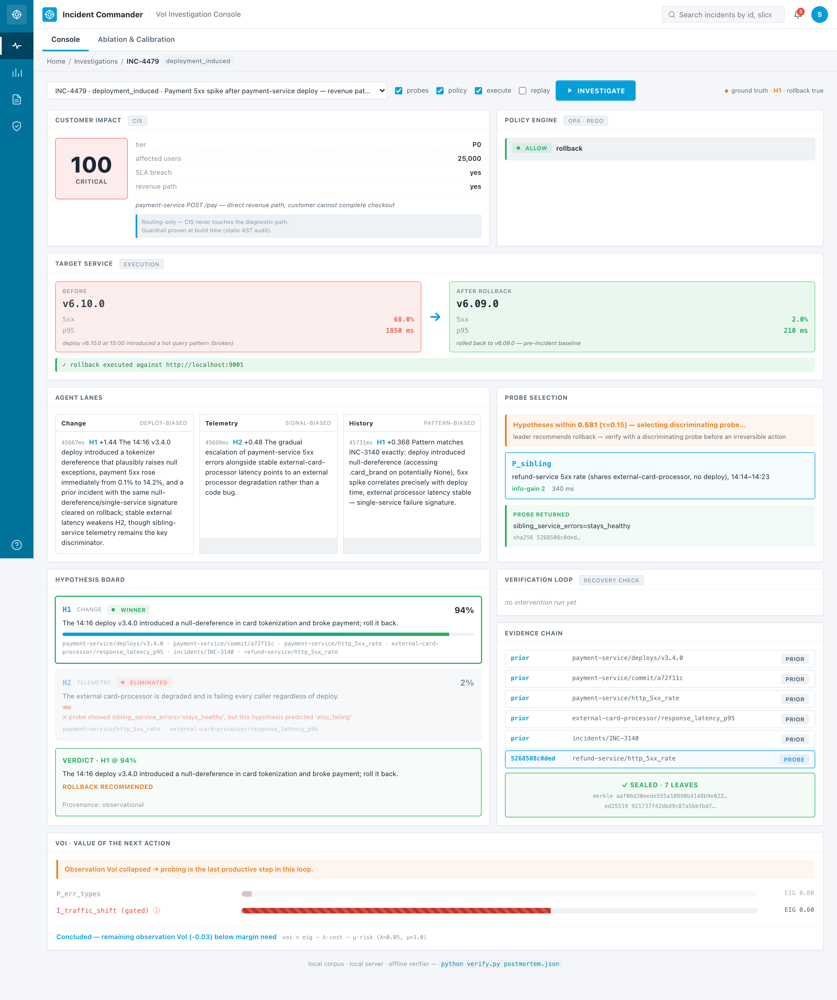 Incident Commander
VoI Investigation Console
Search incidents by id, slice
3
S
Console
Ablation & Calibration
Home / Investigations / INC-4479 deployment_induced
INC-4479 · deployment_induced · Payment 5xx spike after payment-service deploy — revenue pat...
probes
policy
execute
replay
INVESTIGATE
ground truth · H1 · rollback true
CUSTOMER IMPACT CIS
100
CRITICAL
tier P0
affected users 25,000
SLA breach yes
revenue path yes
payment-service POST /pay — direct revenue path, customer cannot complete checkout
Routing-only — CIS never touches the diagnostic path.
Guardrail proven at build time (static AST audit).
POLICY ENGINE OPA · REGO
ALLOW rollback
TARGET SERVICE EXECUTION
BEFORE
v6.10.0
5xx 68.0%
p95 1850 ms
deploy v6.10.0 at 15:00 introduced a hot query pattern (broken)
→
AFTER ROLLBACK
v6.09.0
5xx 2.0%
p95 210 ms
rolled back to v6.09.0 — pre-incident baseline
✓ rollback executed against http://localhost:9001
AGENT LANES
Change DEPLOY-BIASED
45667ms H1 +1.44 The 14:16 v3.4.0
deploy introduced a tokenizer
dereference that plausibly raises null
exceptions, payment 5xx rose
immediately from 0.1% to 14.2%, and a
prior incident with the same null-
dereference/single-service signature
cleared on rollback; stable external
latency weakens H2, though sibling-
service telemetry remains the key
discriminator.
Telemetry SIGNAL-BIASED
45699ms H2 +0.48 The gradual
escalation of payment-service 5xx
errors alongside stable external-card-
processor latency points to an external
processor degradation rather than a
code bug.
History PATTERN-BIASED
45731ms H1 +0.368 Pattern matches
INC-3140 exactly: deploy introduced
null-dereference (accessing
.card_brand on potentially None), 5xx
spike correlates precisely with deploy
time, external processor latency stable
— single-service failure signature.
PROBE SELECTION
Hypotheses within 0.581 (τ=0.15) — selecting discriminating probe...
leader recommends rollback — verify with a discriminating probe before an irreversible action
P_sibling
refund-service 5xx rate (shares external-card-processor, no deploy), 14:14–14:23
info-gain 2 340 ms
PROBE RETURNED
sibling_service_errors=stays_healthy
sha256 5268508c0ded…
HYPOTHESIS BOARD
H1 CHANGE WINNER 94%
The 14:16 deploy v3.4.0 introduced a null-dereference in card tokenization and broke payment; roll it back.
payment-service/deploys/v3.4.0 · payment-service/commit/a72f11c · payment-service/http_5xx_rate · external-card-
processor/response_latency_p95 · incidents/INC-3140 · refund-service/http_5xx_rate
H2 TELEMETRY ELIMINATED 2%
The external card-processor is degraded and is failing every caller regardless of deploy.
✕ probe showed sibling_service_errors='stays_healthy', but this hypothesis predicted 'also_failing'
payment-service/http_5xx_rate · external-card-processor/response_latency_p95
VERDICT · H1 @ 94%
The 14:16 deploy v3.4.0 introduced a null-dereference in card tokenization and broke payment; roll it back.
ROLLBACK RECOMMENDED
Provenance: observational
VERIFICATION LOOP RECOVERY CHECK
no intervention run yet
EVIDENCE CHAIN
prior payment-service/deploys/v3.4.0 PRIOR
prior payment-service/commit/a72f11c PRIOR
prior payment-service/http_5xx_rate PRIOR
prior external-card-processor/response_latency_p95 PRIOR
prior incidents/INC-3140 PRIOR
5268508c0ded refund-service/http_5xx_rate PROBE
✓ SEALED · 7 LEAVES
merkle aaf06d30eede555a10890b4148b9e022…
ed25519 921737f42dbd9c87a5bbfbd7…
VOI · VALUE OF THE NEXT ACTION
Observation VoI collapsed → probing is the last productive step in this loop.
P_err_types EIG 0.00
I_traffic_shift (gated) ⓘ EIG 0.60
Concluded — remaining observation VoI (-0.03) below margin need voi = eig − λ·cost − μ·risk (λ=0.05, μ=1.0)
local corpus · local server · offline verifier — python verify.py postmortem.json